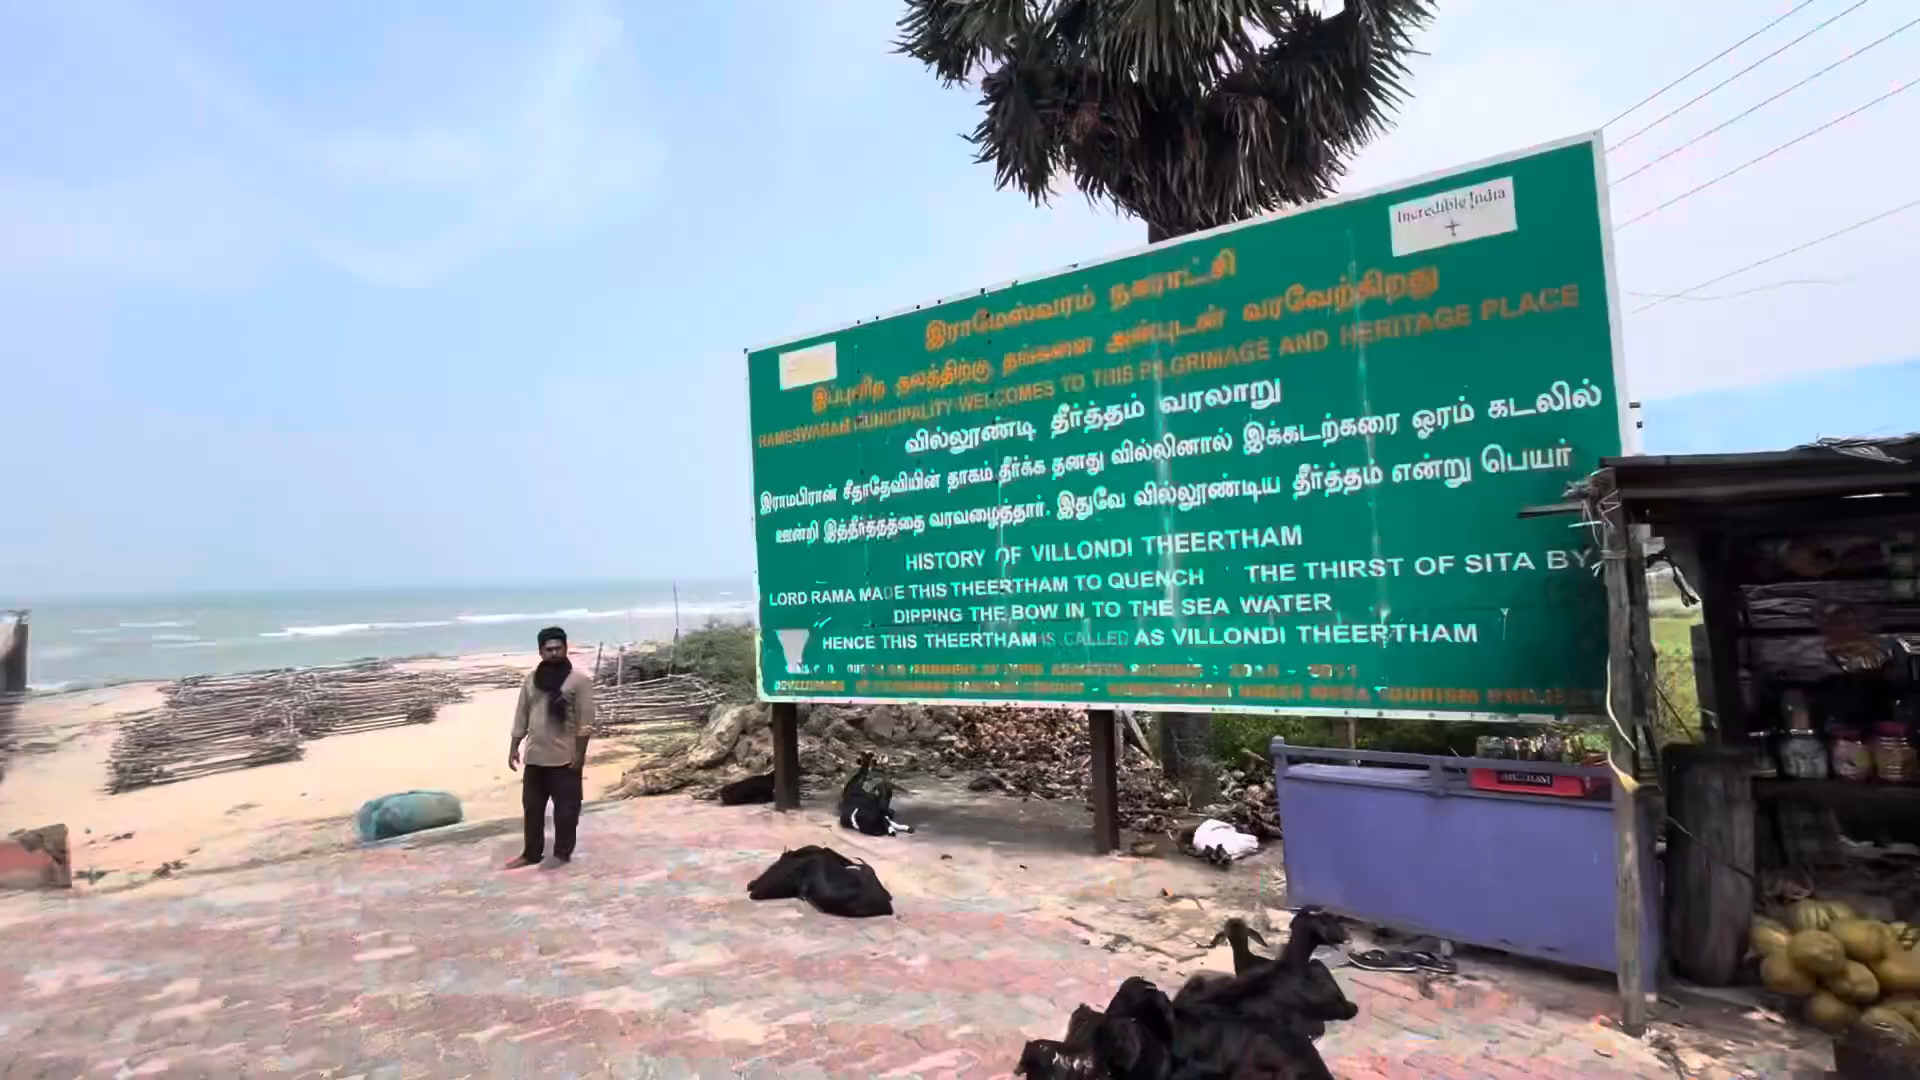 Incredible India
இராமேஸ்வரம் நகராட்சி
இப்புனித தலத்திற்கு தங்களை அன்புடன் வரவேற்கிறது
RAMESWARAM MUNICIPALITY WELCOMES TO THIS PILGRIMAGE AND HERITAGE PLACE
வில்லூண்டி தீர்த்தம் வரலாறு
இராமபிரான் சீதாதேவியின் தாகம் தீர்க்க தனது வில்லினால் இக்கடற்கரை ஓரம் கடலில்
ஊன்றி இத்தீர்த்தத்தை வரவழைத்தார். இதுவே வில்லூண்டிய தீர்த்தம் என்று பெயர்
HISTORY OF VILLONDI THEERTHAM
LORD RAMA MADE THIS THEERTHAM TO QUENCH THE THIRST OF SITA BY
DIPPING THE BOW IN TO THE SEA WATER
HENCE THIS THEERTHAM IS CALLED AS VILLONDI THEERTHAM
TOURISM